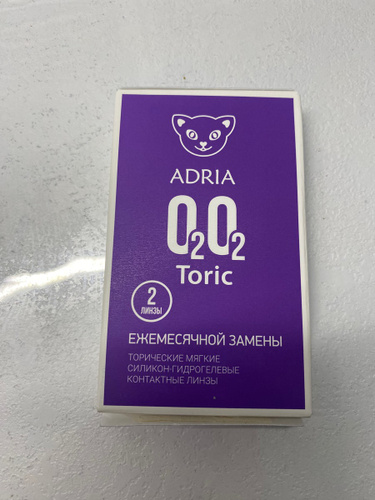 ADRIA
O2O2
Toric
2
ЛИНЗЫ
ЕЖЕМЕСЯЧНОЙ ЗАМЕНЫ
ТОРИЧЕСКИЕ МЯГКИЕ
СИЛИКОН-ГИДРОГЕЛЕВЫЕ
КОНТАКТНЫЕ ЛИНЗЫ